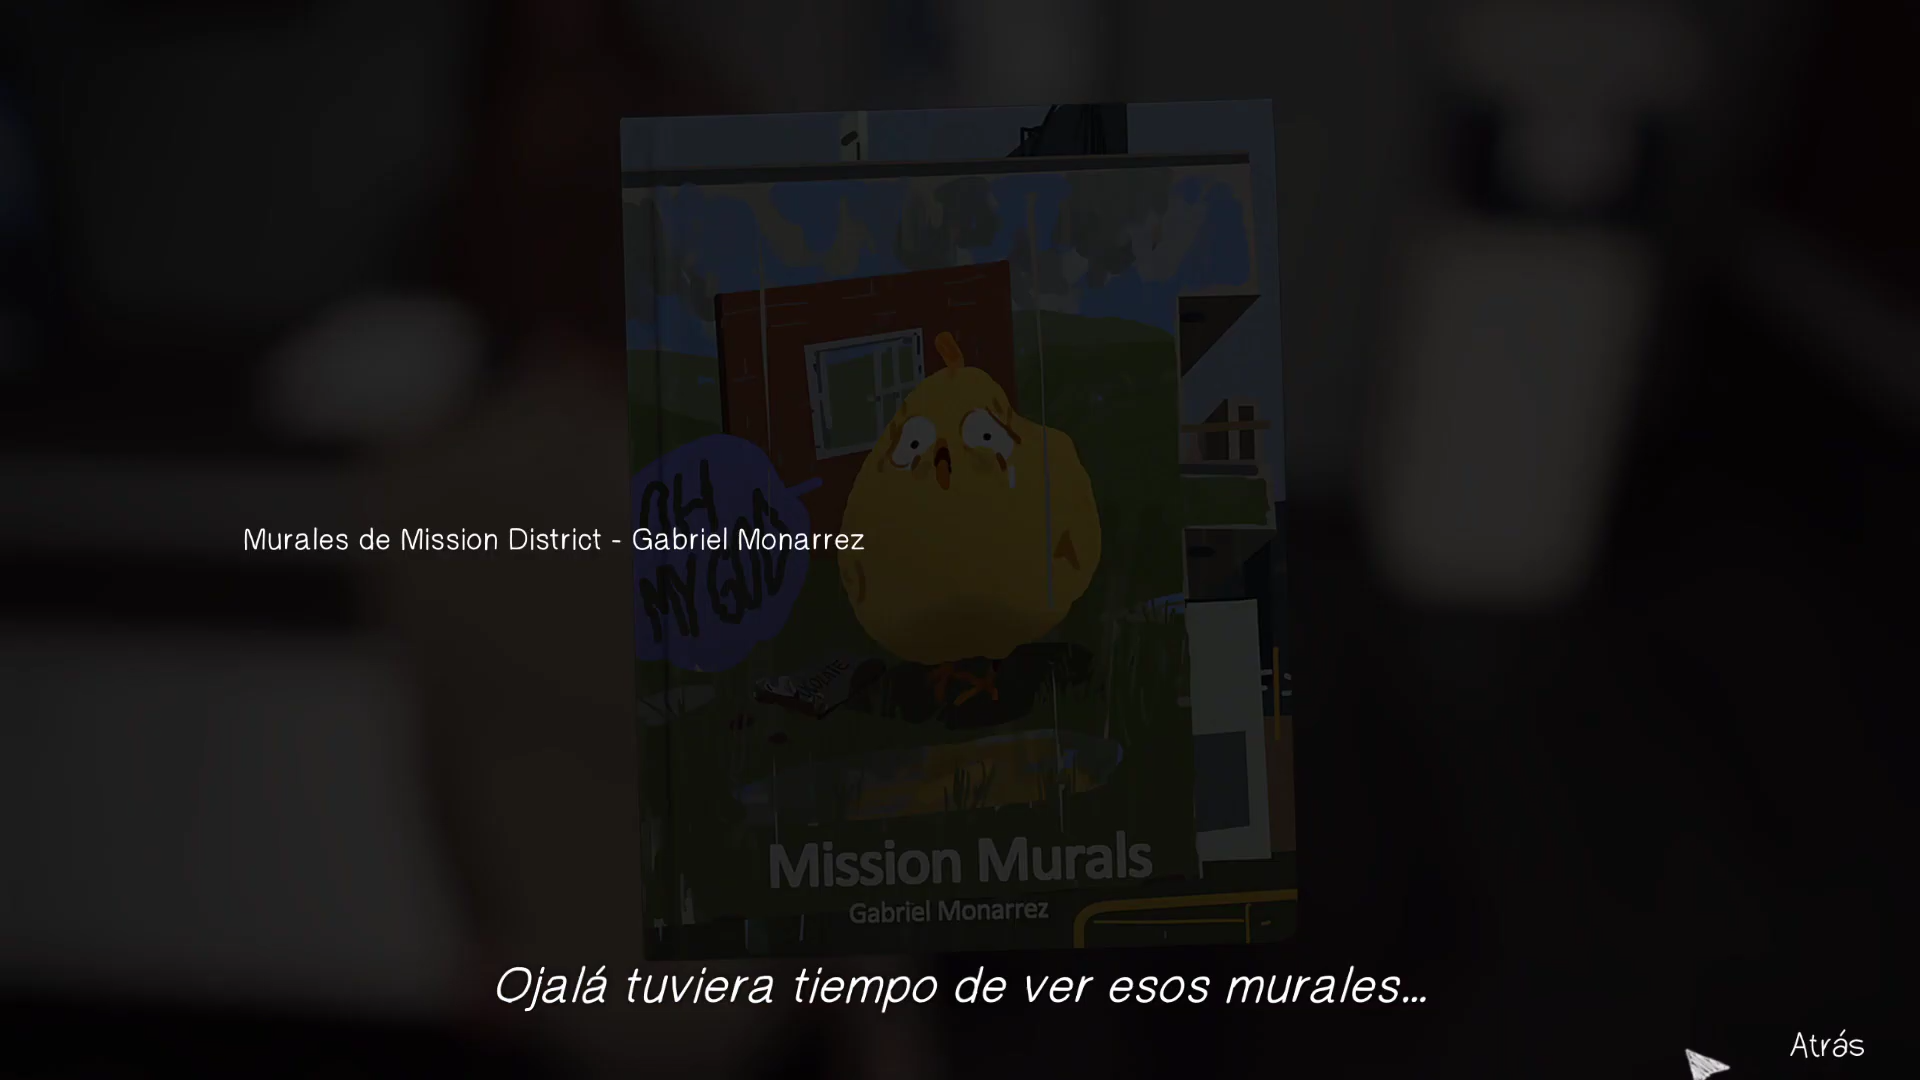 Murales de Mission District - Gabriel Monarrez
OH
MY GOD
Mission Murals
Gabriel Monarrez
Ojalá tuviera tiempo de ver esos murales...
Atrás